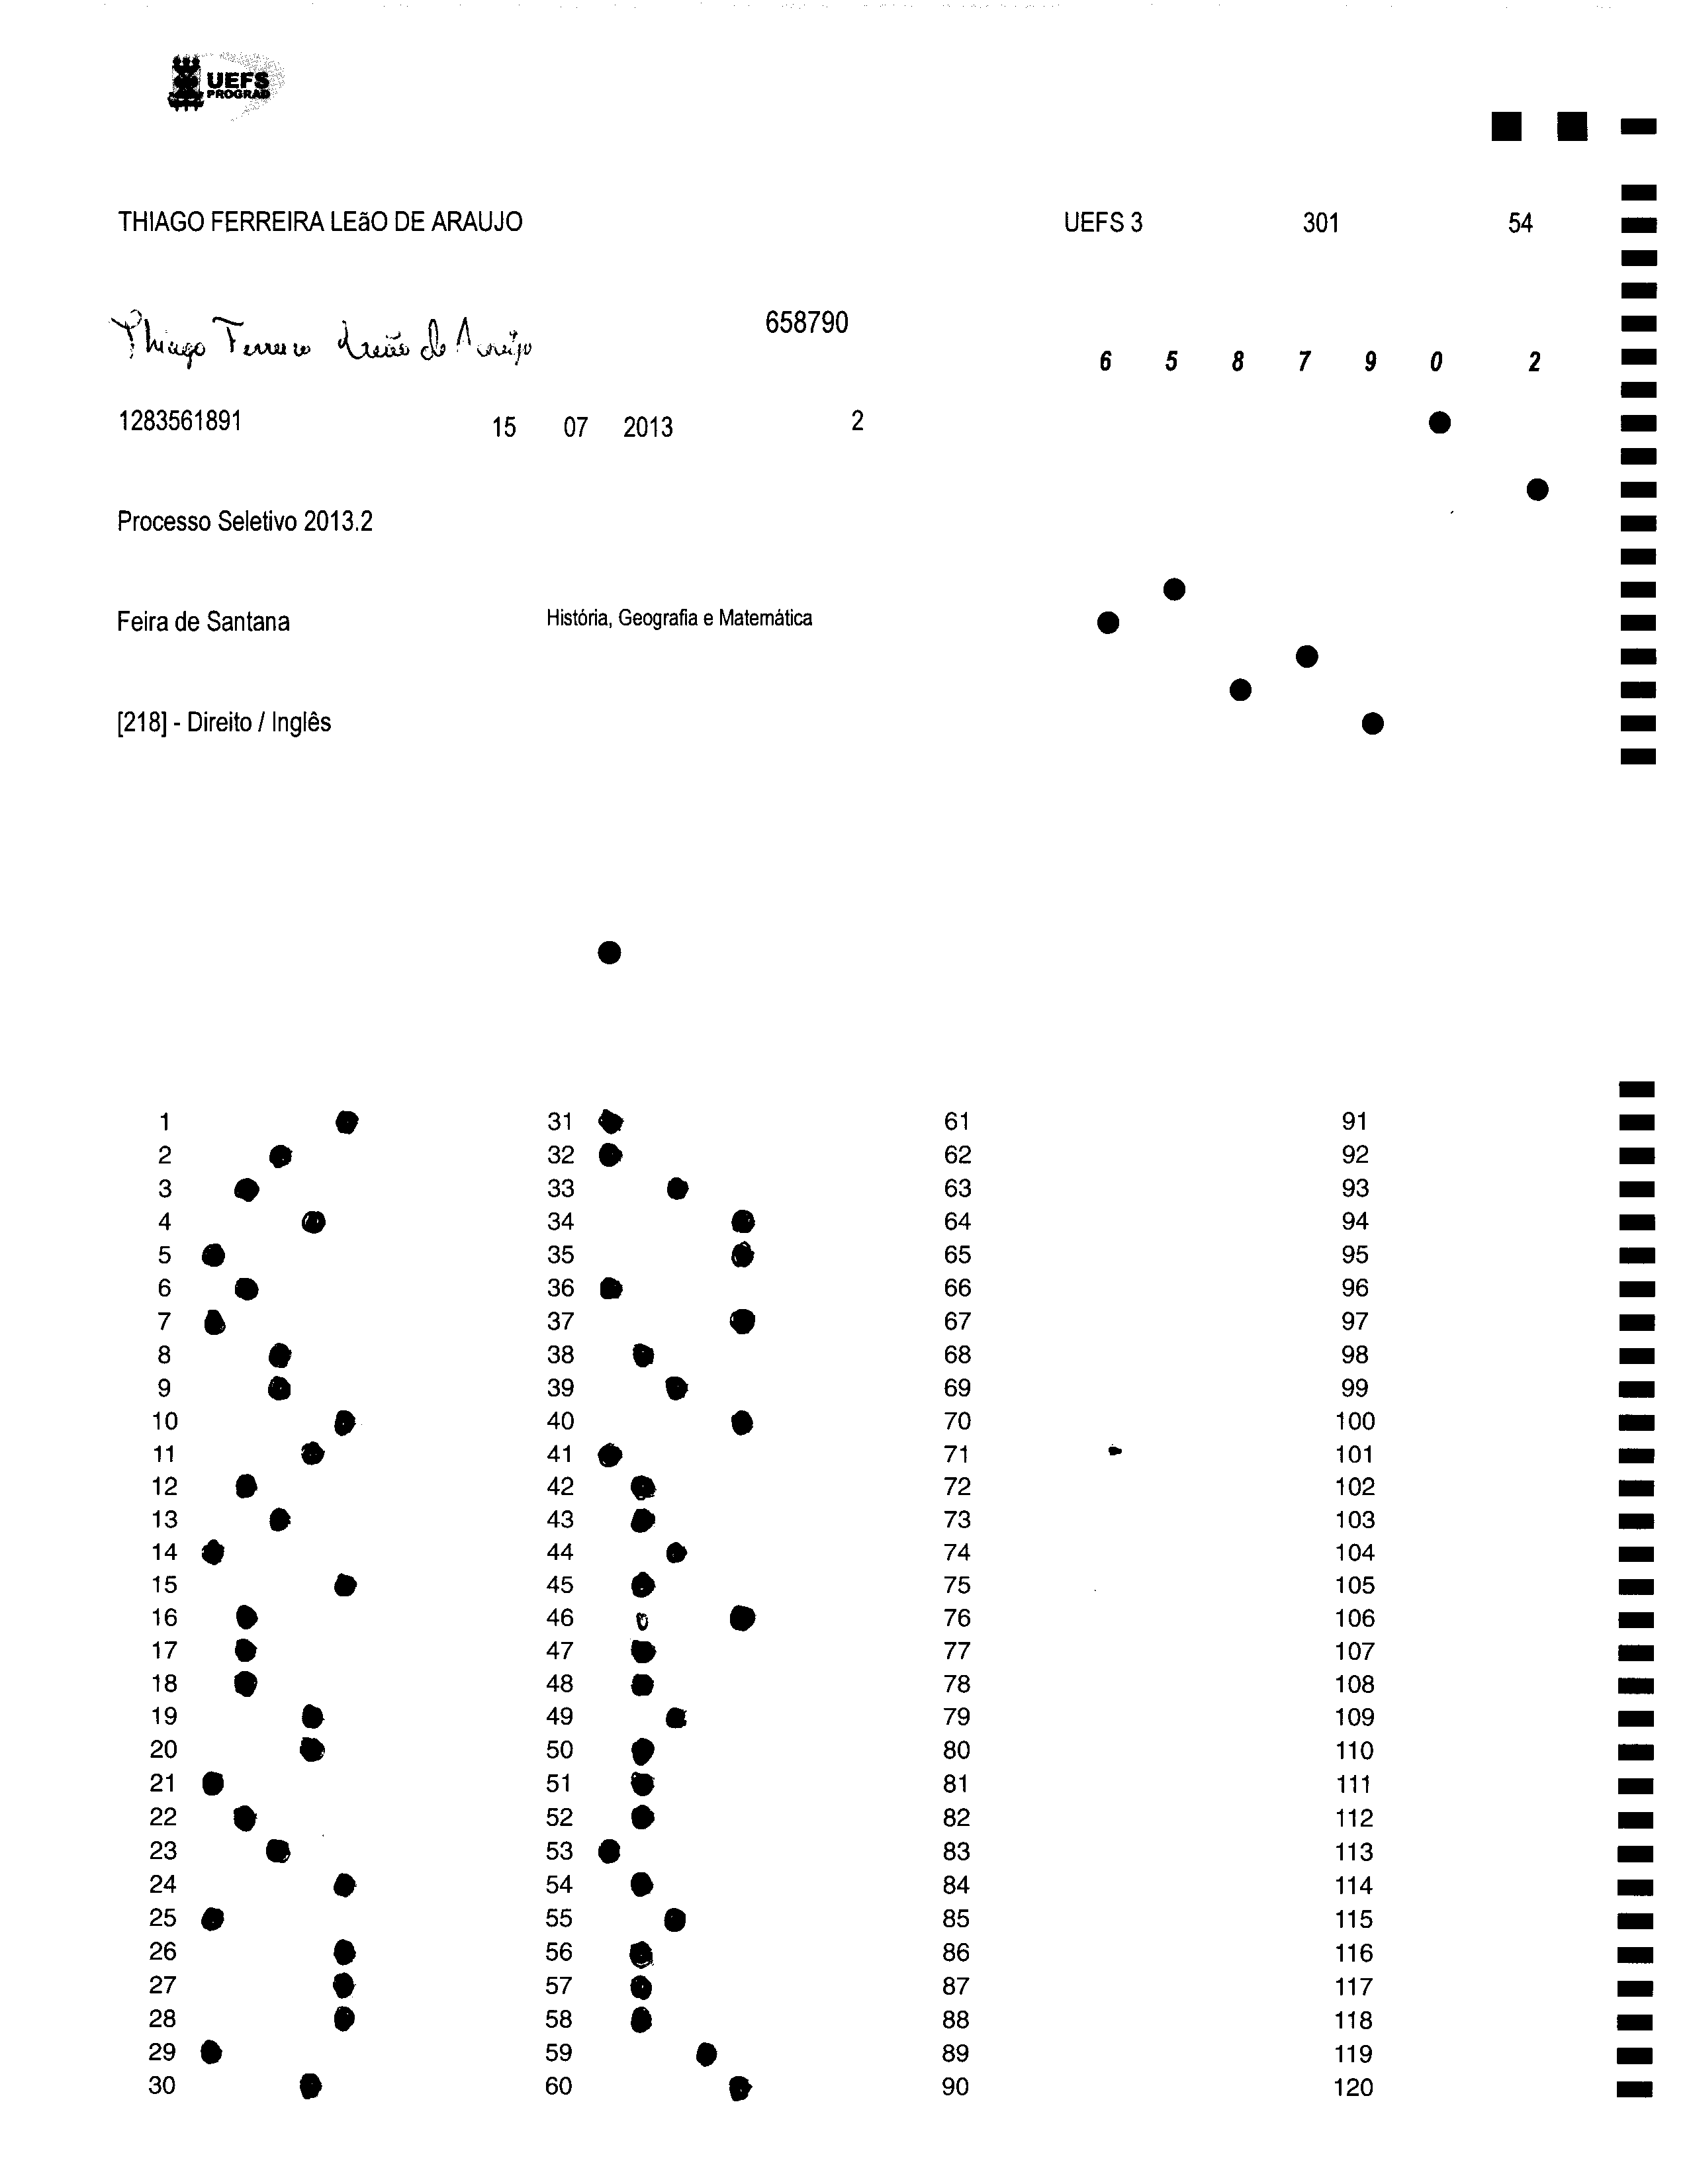 UEFS
PROGRAD
THIAGO FERREIRA LEãO DE ARAUJO UEFS 3 301 54
Thiago Ferreira Leão de Araújo 658790
6 5 8 7 9 0 2
1283561891 15 07 2013 2
Processo Seletivo 2013.2
Feira de Santana História, Geografia e Matemática
[218] - Direito / Inglês
1 31 61 91
2 32 62 92
3 33 63 93
4 34 64 94
5 35 65 95
6 36 66 96
7 37 67 97
8 38 68 98
9 39 69 99
10 40 70 100
11 41 71 101
12 42 72 102
13 43 73 103
14 44 74 104
15 45 75 105
16 46 76 106
17 47 77 107
18 48 78 108
19 49 79 109
20 50 80 110
21 51 81 111
22 52 82 112
23 53 83 113
24 54 84 114
25 55 85 115
26 56 86 116
27 57 87 117
28 58 88 118
29 59 89 119
30 60 90 120